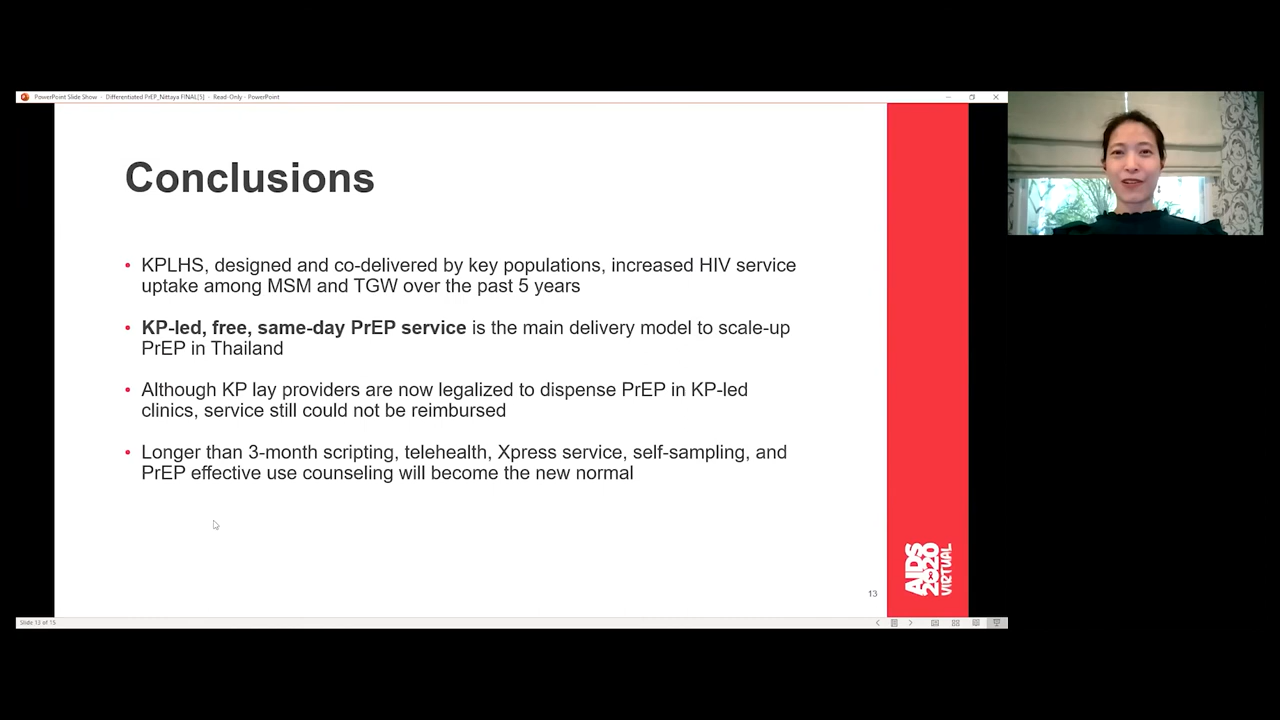 PowerPoint Slide Show - Differentiated PrEP_Nittaya FINAL[5] - Read-Only - PowerPoint
Conclusions
• KPLHS, designed and co-delivered by key populations, increased HIV service
uptake among MSM and TGW over the past 5 years
• KP-led, free, same-day PrEP service is the main delivery model to scale-up
PrEP in Thailand
• Although KP lay providers are now legalized to dispense PrEP in KP-led
clinics, service still could not be reimbursed
• Longer than 3-month scripting, telehealth, Xpress service, self-sampling, and
PrEP effective use counseling will become the new normal
AIDS
2020
VIRTUAL
13
Slide 13 of 15